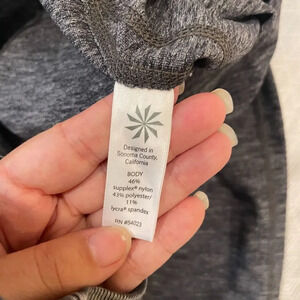 Designed in
Sonoma County,
California
BODY
46%
supplex® nylon
43% polyester/
11%
lycra® spandex
RN #54023